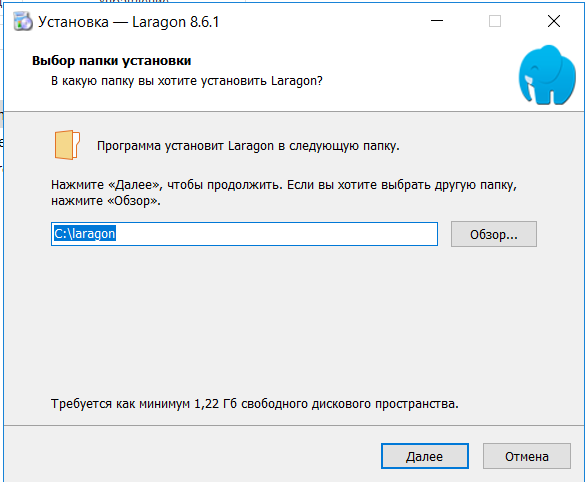 Установка — Laragon 8.6.1
Выбор папки установки
В какую папку вы хотите установить Laragon?
Программа установит Laragon в следующую папку.
Нажмите «Далее», чтобы продолжить. Если вы хотите выбрать другую папку,
нажмите «Обзор».
C:\laragon
Обзор...
Требуется как минимум 1,22 Гб свободного дискового пространства.
Далее
Отмена